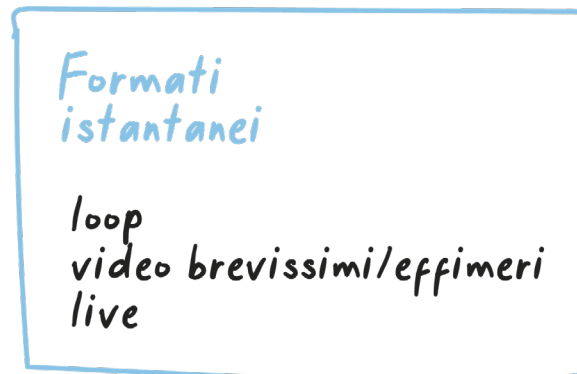 Formati
istantanei
loop
video brevissimi/effimeri
live